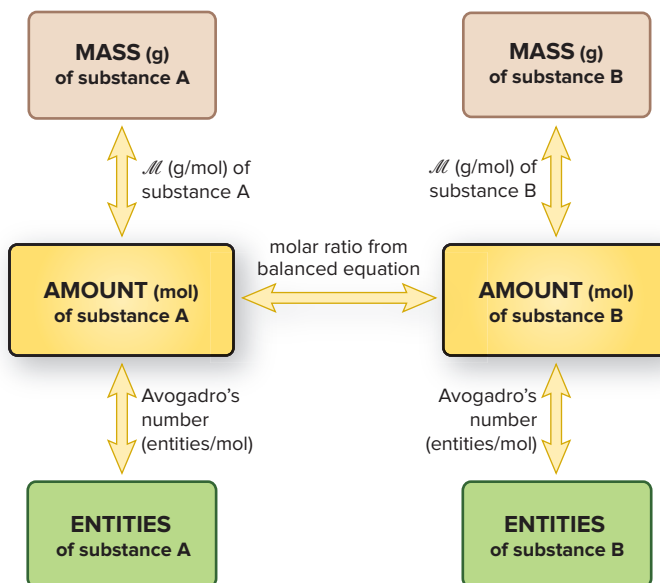 MASS (g)
of substance A
MASS (g)
of substance B
ℳ (g/mol) of
substance A
ℳ (g/mol) of
substance B
AMOUNT (mol)
of substance A
molar ratio from
balanced equation
AMOUNT (mol)
of substance B
Avogadro’s
number
(entities/mol)
Avogadro’s
number
(entities/mol)
ENTITIES
of substance A
ENTITIES
of substance B